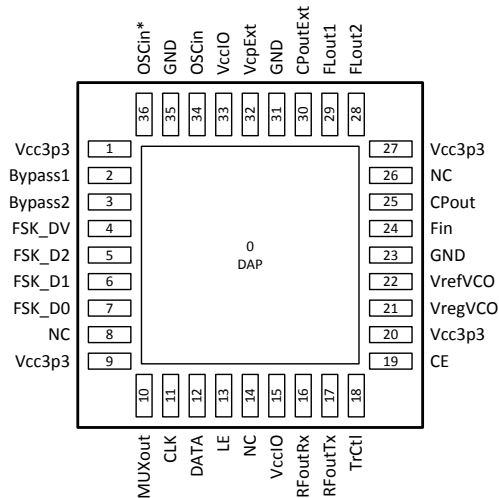 OSCin*
GND
OSCin
VccIO
VcpExt
GND
CPoutExt
FLout1
FLout2
36
35
34
33
32
31
30
29
28
Vcc3p3 1
Bypass1 2
Bypass2 3
FSK_DV 4
FSK_D2 5
FSK_D1 6
FSK_D0 7
NC 8
Vcc3p3 9
0
DAP
27 Vcc3p3
26 NC
25 CPout
24 Fin
23 GND
22 VrefVCO
21 VregVCO
20 Vcc3p3
19 CE
10
11
12
13
14
15
16
17
18
MUXout
CLK
DATA
LE
NC
VccIO
RFoutRx
RFoutTx
TrCtl